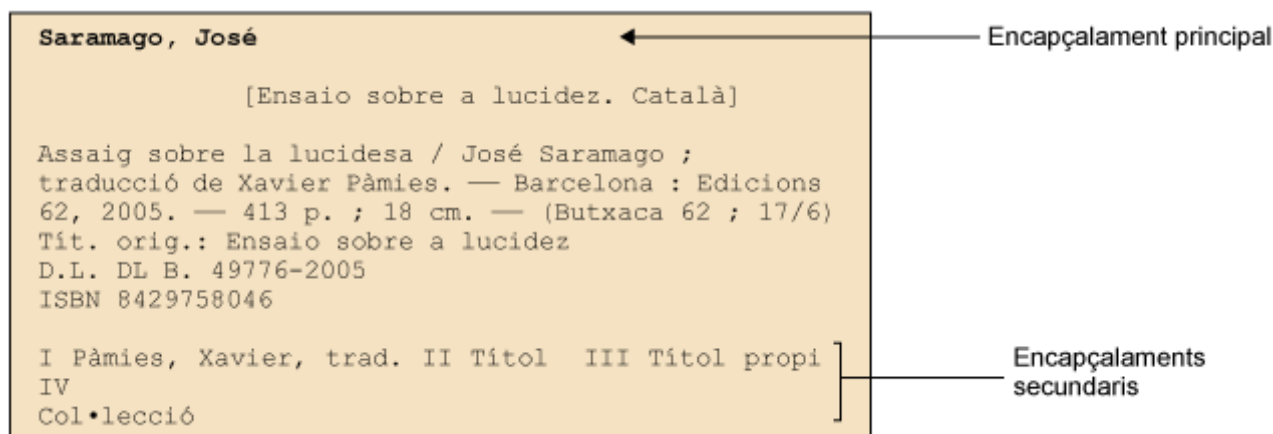 Saramago, José
Encapçalament principal
[Ensaio sobre a lucidez. Català]
Assaig sobre la lucidesa / José Saramago ;
traducció de Xavier Pàmies. — Barcelona : Edicions
62, 2005. — 413 p. ; 18 cm. — (Butxaca 62 ; 17/6)
Tít. orig.: Ensaio sobre a lucidez
D.L. DL B. 49776-2005
ISBN 8429758046
I Pàmies, Xavier, trad. II Títol III Títol propi
IV
Col•lecció
Encapçalaments
secundaris